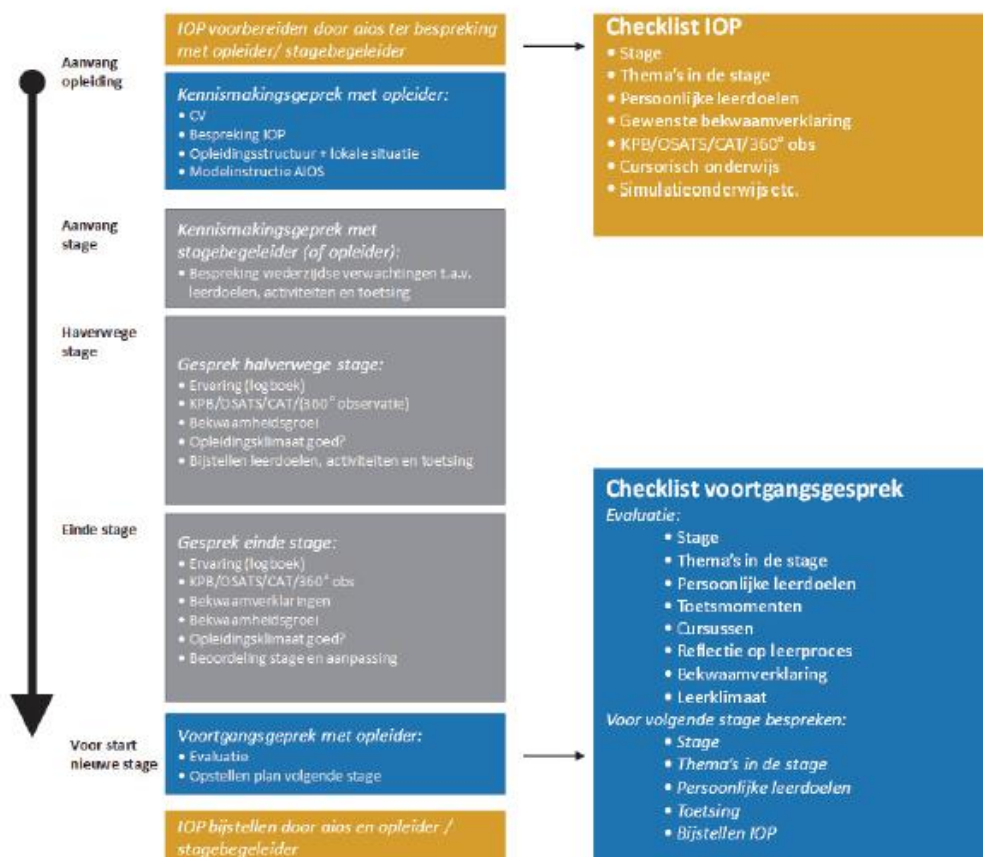 Aanvang
opleiding
IOP voorbereiden door aios ter bespreking
met opleider/ stagebegeleider
Kennismakingsgeprek met opleider:
• CV
• Bespreking IOP
• Opleidingsstructuur + lokale situatie
• Modelinstructie AIOS
Checklist IOP
• Stage
• Thema's in de stage
• Persoonlijke leerdoelen
• Gewenste bekwaamverklaring
• KPB/OSATS/CAT/360° obs
• Cursorisch onderwijs
• Simulatieonderwijs etc.
Aanvang
stage
Kennismakingsgeprek met
stagebegeleider (of opleider):
• Bespreking wederzijdse verwachtingen t.a.v.
leerdoelen, activiteiten en toetsing
Haverwege
stage
Gesprek halverwege stage:
• Ervaring (logboek)
• KPB/OSATS/CAT/(360° observatie)
• Bekwaamheidsgroei
• Opleidingsklimaat goed?
• Bijstellen leerdoelen, activiteiten en toetsing
Einde stage
Gesprek einde stage:
• Ervaring (logboek)
• KPB/OSATS/CAT/360° obs
• Bekwaamverklaringen
• Bekwaamheidsgroei
• Opleidingsklimaat goed?
• Beoordeling stage en aanpassing
Voor start
nieuwe stage
Voortgangsgeprek met opleider:
• Evaluatie
• Opstellen plan volgende stage
IOP bijstellen door aios en opleider /
stagebegeleider
Checklist voortgangsgesprek
Evaluatie:
• Stage
• Thema's in de stage
• Persoonlijke leerdoelen
• Toetsmomenten
• Cursussen
• Reflectie op leerproces
• Bekwaamverklaring
• Leerklimaat
Voor volgende stage bespreken:
• Stage
• Thema's in de stage
• Persoonlijke leerdoelen
• Toetsing
• Bijstellen IOP